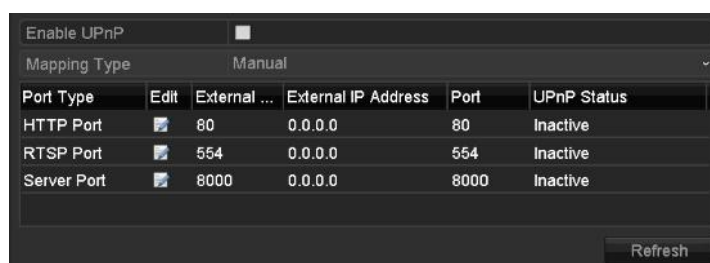 Enable UPnP
Mapping Type Manual
Port Type Edit External ... External IP Address Port UPnP Status
HTTP Port 80 0.0.0.0 80 Inactive
RTSP Port 554 0.0.0.0 554 Inactive
Server Port 8000 0.0.0.0 8000 Inactive
Refresh